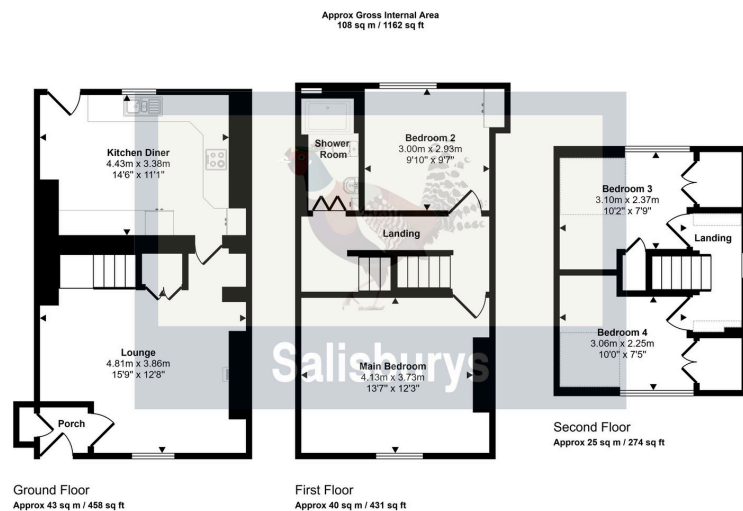 Approx Gross Internal Area
108 sq m / 1162 sq ft
Kitchen Diner
4.43m x 3.38m
14'6" x 11'1"
Lounge
4.81m x 3.86m
15'9" x 12'8"
Porch
Ground Floor
Approx 43 sq m / 458 sq ft
Shower
Room
Bedroom 2
3.00m x 2.93m
9'10" x 9'7"
Landing
Main Bedroom
4.13m x 3.73m
13'7" x 12'3"
Salisburys
First Floor
Approx 40 sq m / 431 sq ft
Bedroom 3
3.10m x 2.37m
10'2" x 7'9"
Landing
Bedroom 4
3.06m x 2.25m
10'0" x 7'5"
Second Floor
Approx 25 sq m / 274 sq ft